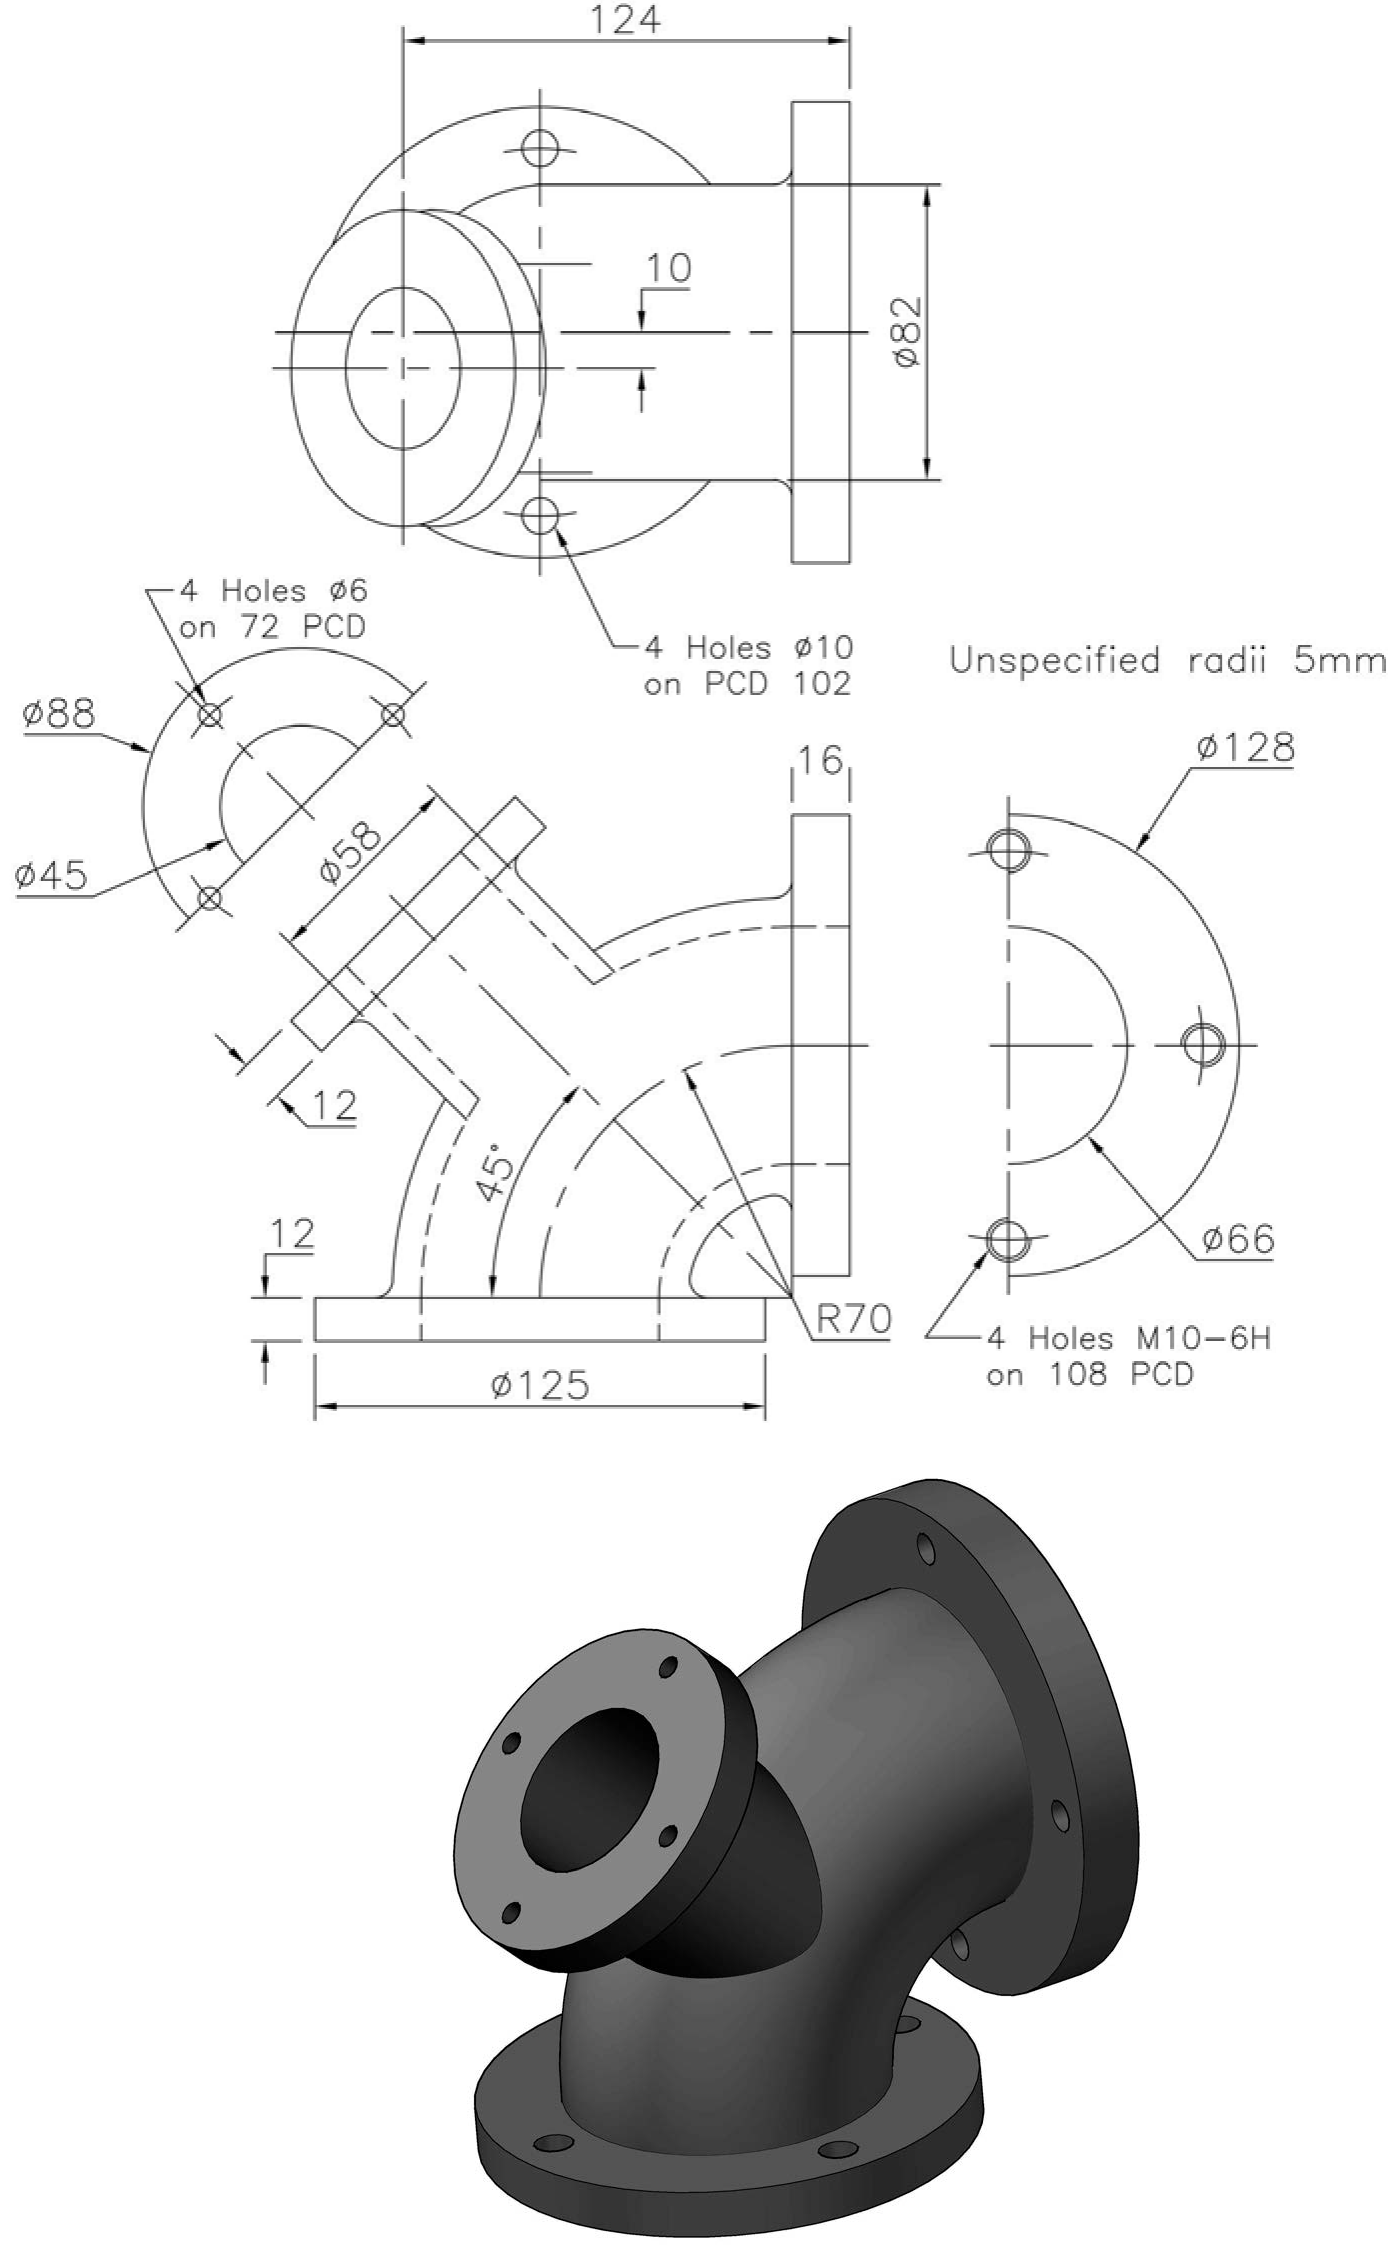 124
10
ø82
4 Holes ø6
on 72 PCD
4 Holes ø10
on PCD 102
Unspecified radii 5mm
ø88
ø45
ø58
16
ø128
12
45°
12
R70
ø125
ø66
4 Holes M10-6H
on 108 PCD